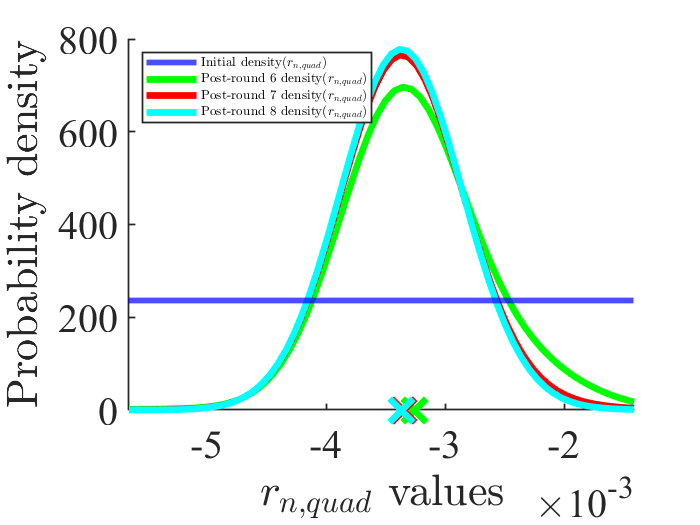 800
600
400
200
0
Probability density
Initial density(r_{n,quad})
Post-round 6 density(r_{n,quad})
Post-round 7 density(r_{n,quad})
Post-round 8 density(r_{n,quad})
-5 -4 -3 -2
r_{n,quad} values ×10^{-3}